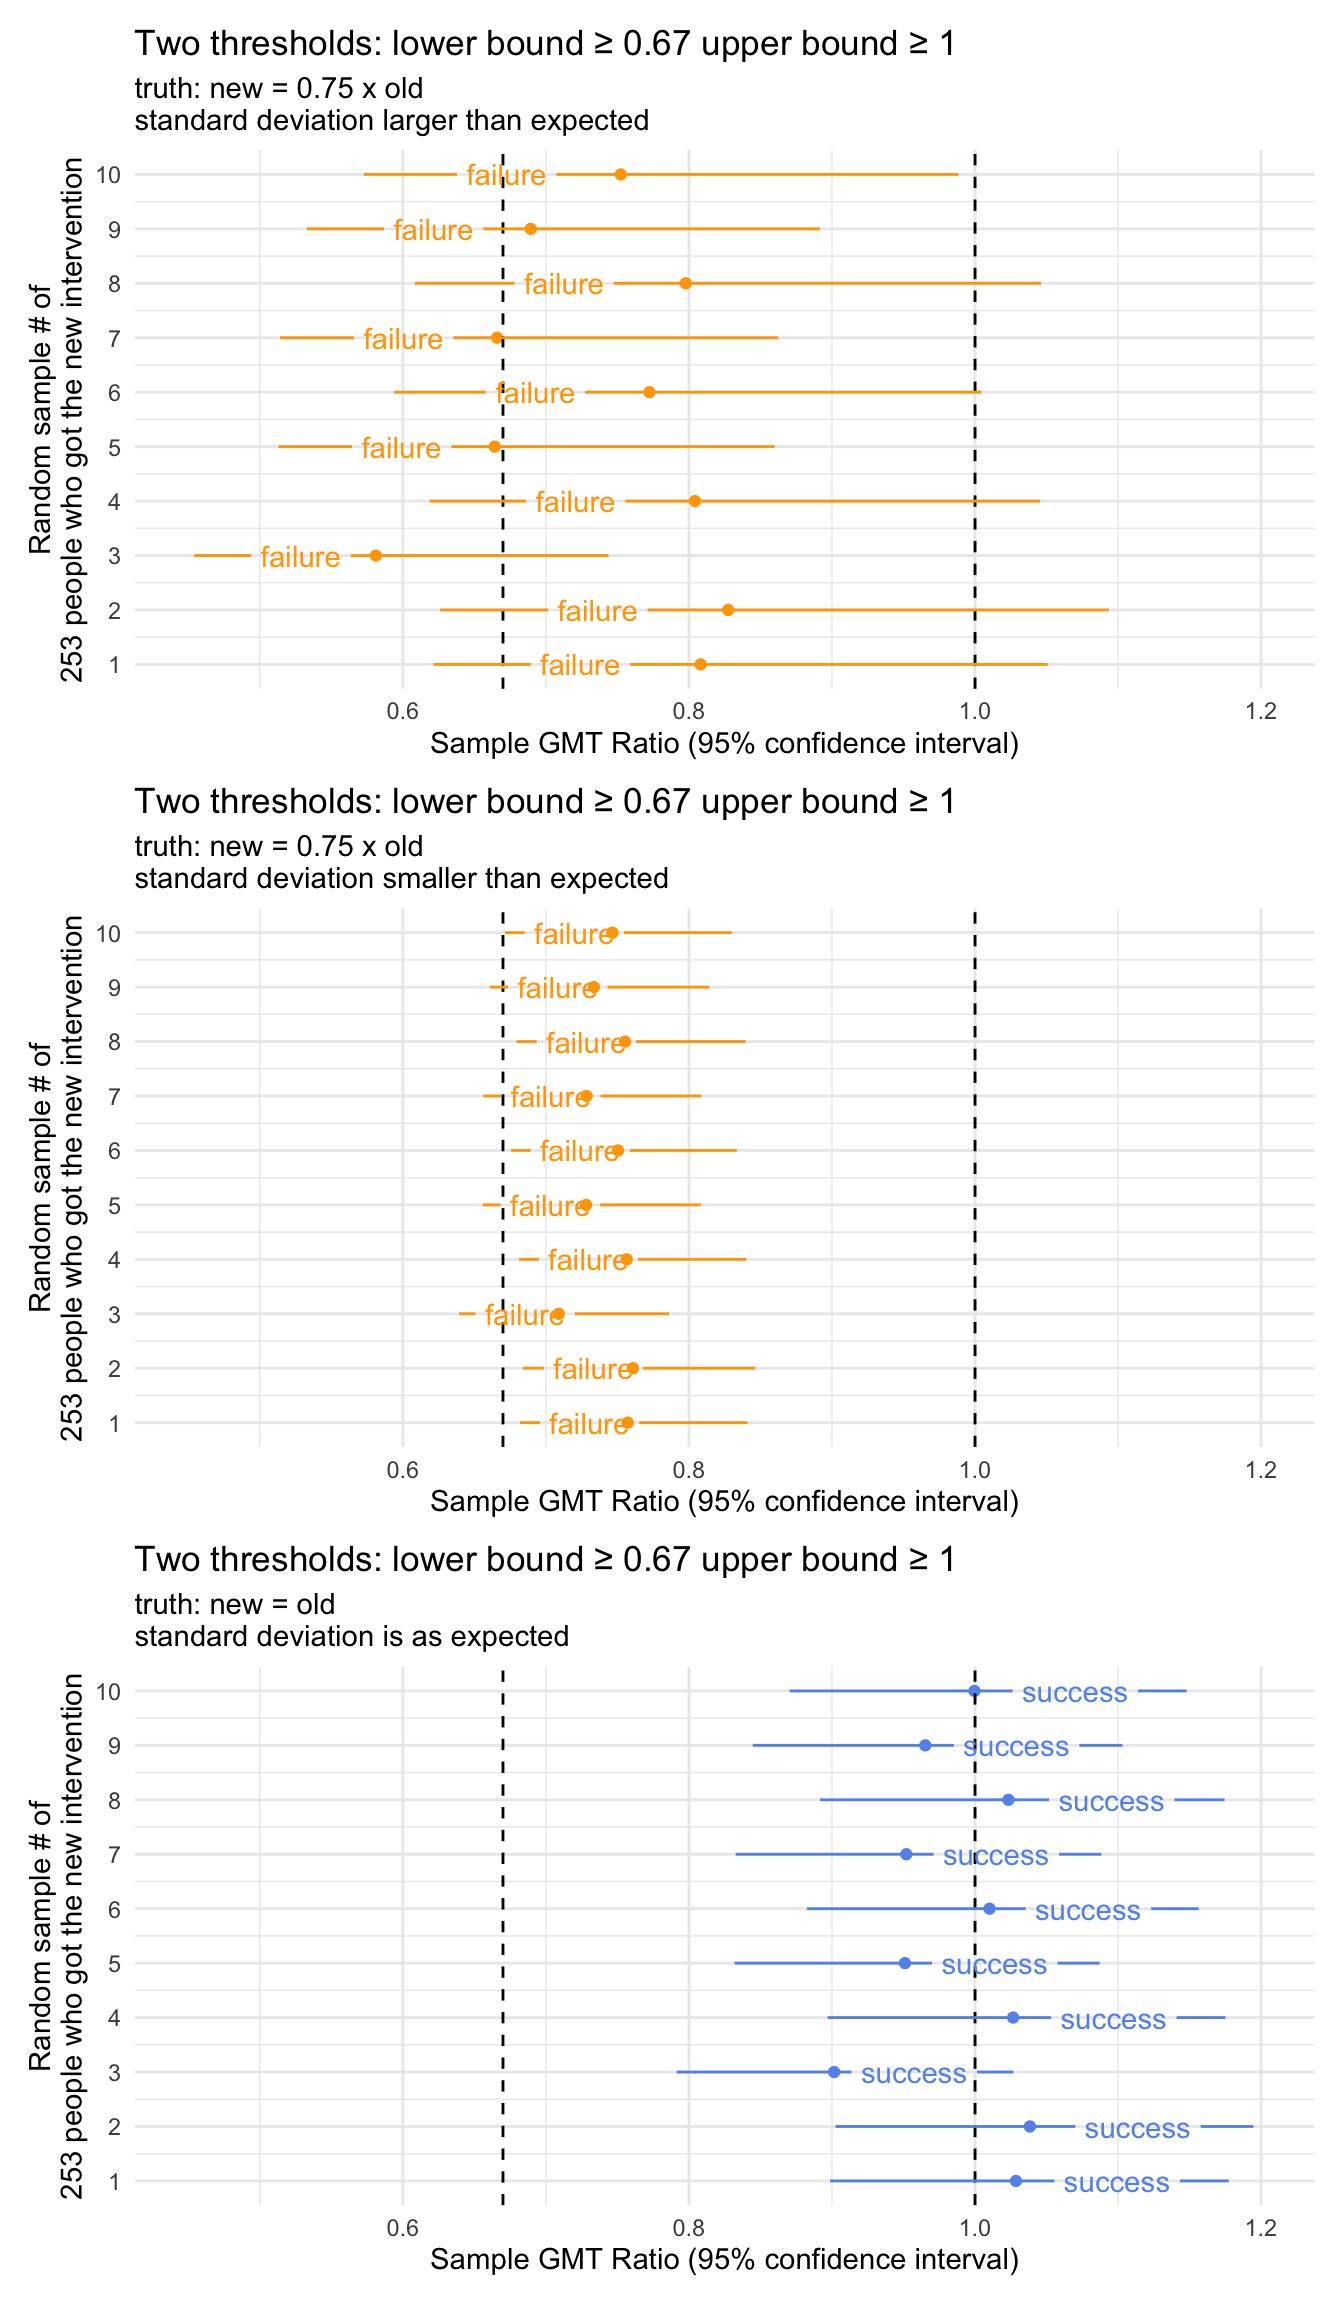 Two thresholds: lower bound ≥ 0.67 upper bound ≥ 1
truth: new = 0.75 x old
standard deviation larger than expected
Random sample # of
253 people who got the new intervention
10
failure
9
failure
8
failure
7
failure
6
failure
5
failure
4
failure
3
failure
2
failure
1
failure
0.6 0.8 1.0 1.2
Sample GMT Ratio (95% confidence interval)
Two thresholds: lower bound ≥ 0.67 upper bound ≥ 1
truth: new = 0.75 x old
standard deviation smaller than expected
Random sample # of
253 people who got the new intervention
10
failure
9
failure
8
failure
7
failure
6
failure
5
failure
4
failure
3
failure
2
failure
1
failure
0.6 0.8 1.0 1.2
Sample GMT Ratio (95% confidence interval)
Two thresholds: lower bound ≥ 0.67 upper bound ≥ 1
truth: new = old
standard deviation is as expected
Random sample # of
253 people who got the new intervention
10
success
9
success
8
success
7
success
6
success
5
success
4
success
3
success
2
success
1
success
0.6 0.8 1.0 1.2
Sample GMT Ratio (95% confidence interval)